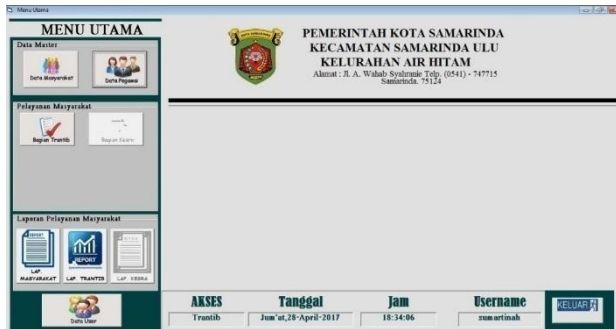 Menu Utama
MENU UTAMA
Data Master
Data Masyarakat
Data Pegawai
Pelayanan Masyarakat
Bagian Trantib
Bagian Kesra
Laporan Pelayanan Masyarakat
REPORT
REPORT
LAP MASYARAKAT
LAP TRANTIB
LAP KESRA
Data User
PEMERINTAH KOTA SAMARINDA
KECAMATAN SAMARINDA ULU
KELURAHAN AIR HITAM
Alamat : Jl. A. Wahab Syahranie Telp. (0541) - 747715
Samarinda. 75124
AKSES
Tanggal
Jam
Username
Trantib
Jum'at,28-April-2017
18:34:06
sumartinah
KELUAR